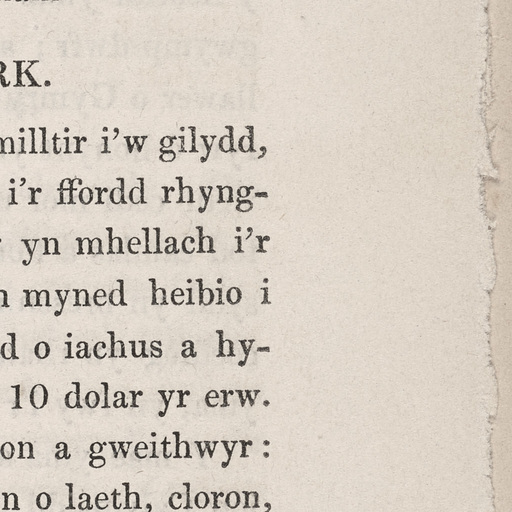 RK.
milltir i'w gilydd,
i'r ffordd rhyng-
yn mhellach i'r
myned heibio i
d o iachus a hy-
10 dolar yr erw.
on a gweithwyr:
n o laeth, cloron,